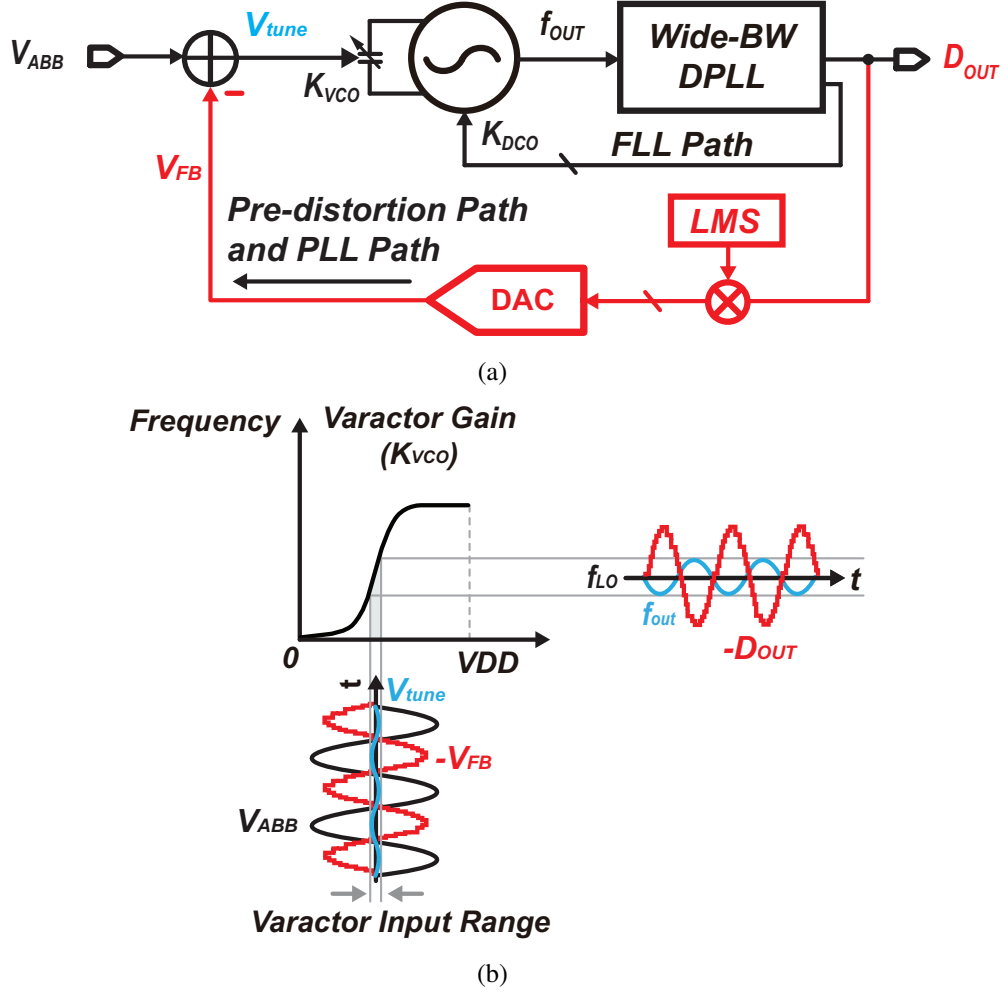 V_ABB
V_tune
K_VCO
f_OUT
Wide-BW
DPLL
D_OUT
K_DCO
FLL Path
V_FB
Pre-distortion Path
and PLL Path
LMS
DAC
(a)
Frequency
Varactor Gain
(K_VCO)
f_LO
t
f_out
-D_OUT
0
VDD
t
V_tune
-V_FB
V_ABB
Varactor Input Range
(b)